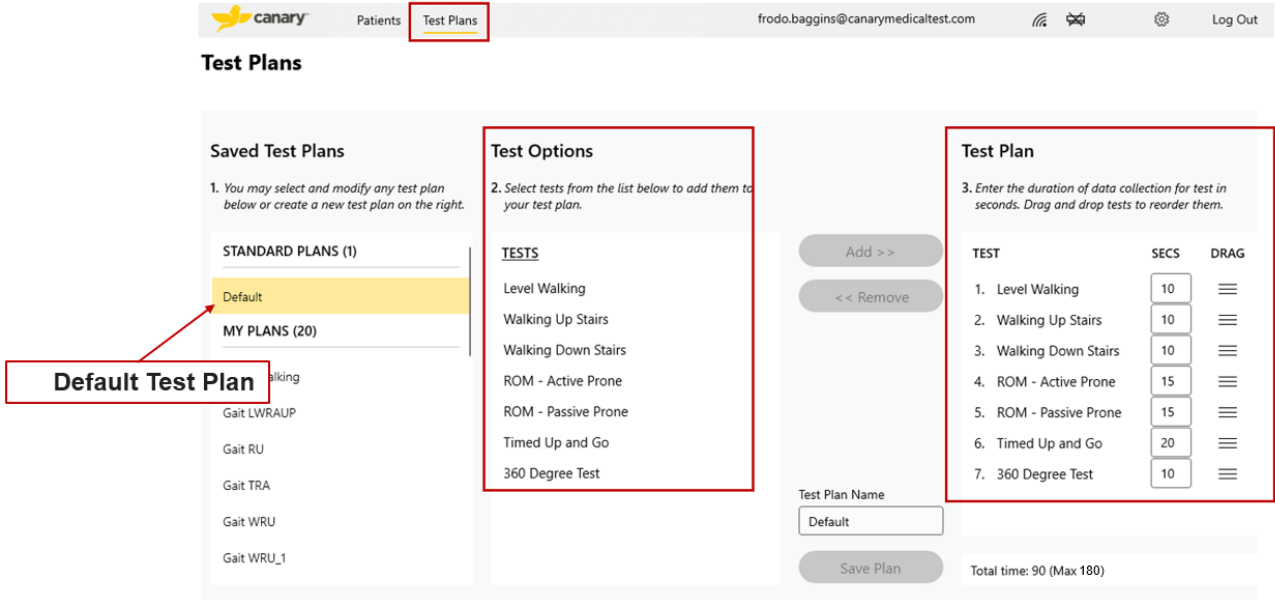 canary
Patients
Test Plans
frodo.baggins@canarymedicaltest.com
Log Out
Test Plans
Saved Test Plans
1. You may select and modify any test plan
below or create a new test plan on the right.
STANDARD PLANS (1)
Default
MY PLANS (20)
Default Test Plan
alking
Gait LWRAUP
Gait RU
Gait TRA
Gait WRU
Gait WRU_1
Test Options
2. Select tests from the list below to add them to
your test plan.
TESTS
Level Walking
Walking Up Stairs
Walking Down Stairs
ROM - Active Prone
ROM - Passive Prone
Timed Up and Go
360 Degree Test
Add >>
<< Remove
Test Plan Name
Default
Save Plan
Test Plan
3. Enter the duration of data collection for test in
seconds. Drag and drop tests to reorder them.
TEST SECS DRAG
1. Level Walking 10
2. Walking Up Stairs 10
3. Walking Down Stairs 10
4. ROM - Active Prone 15
5. ROM - Passive Prone 15
6. Timed Up and Go 20
7. 360 Degree Test 10
Total time: 90 (Max 180)